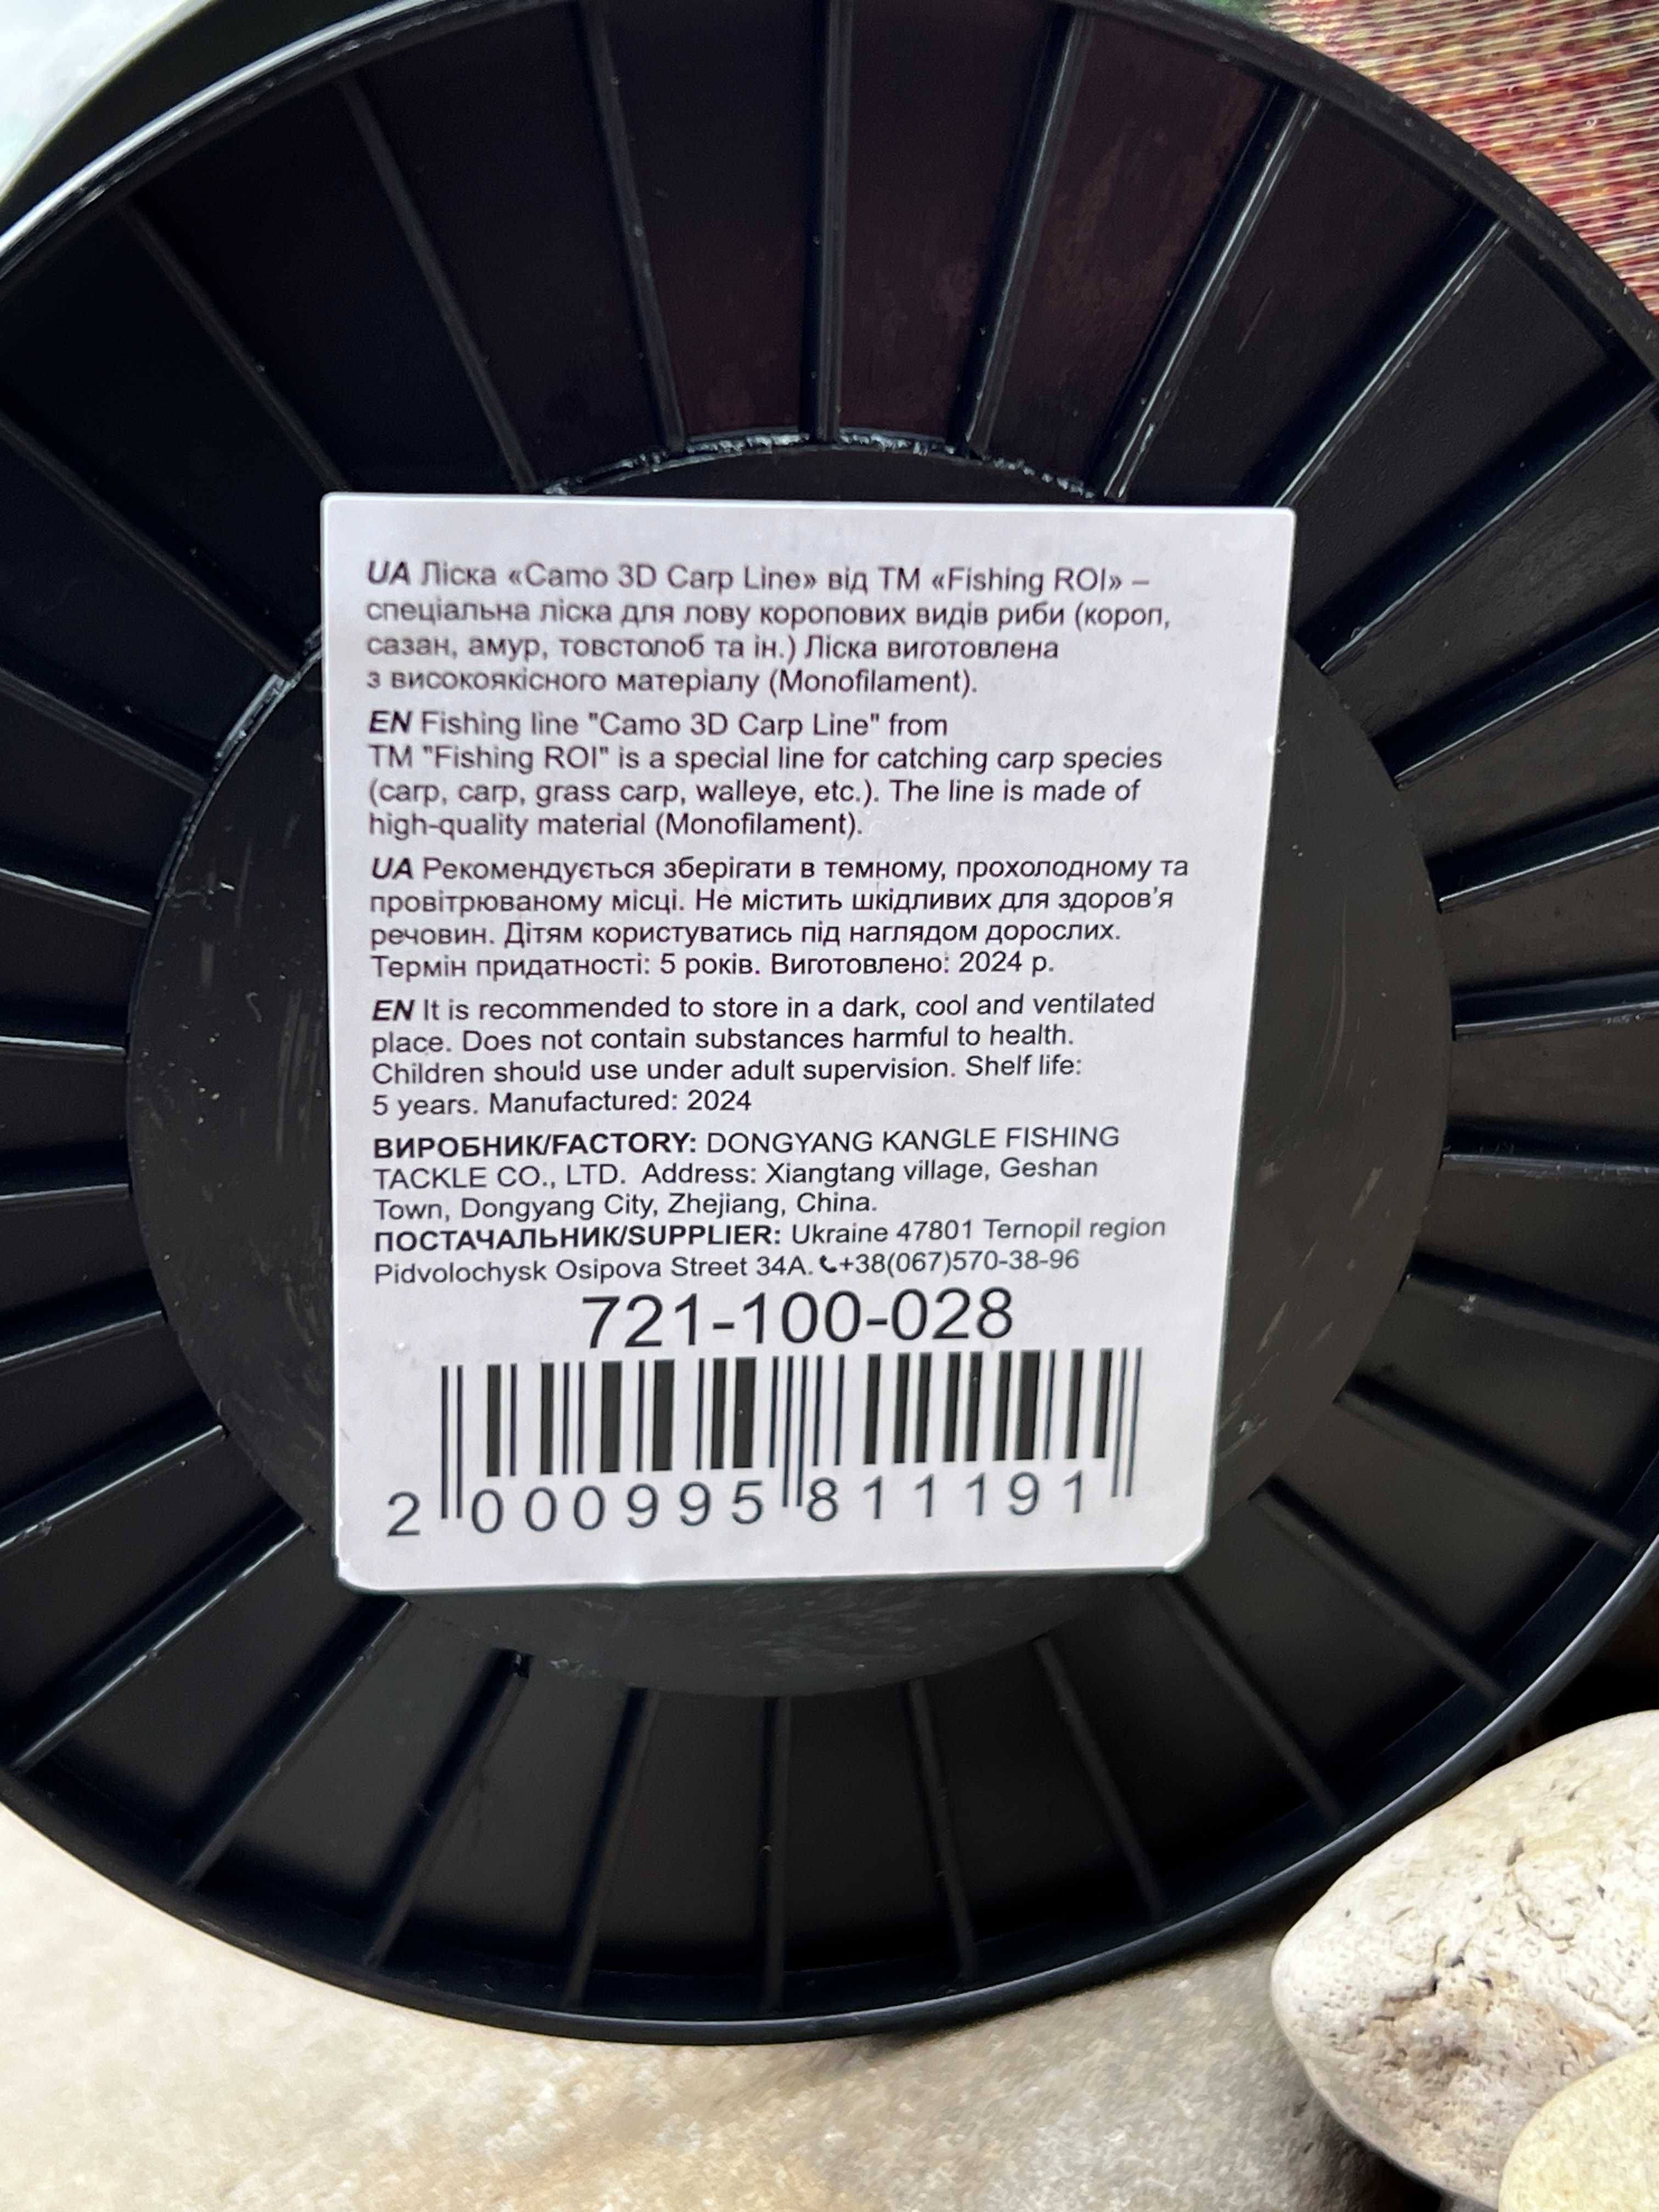 UA Ліска «Camo 3D Carp Line» від ТМ «Fishing ROI» –
спеціальна ліска для лову коропових видів риби (короп,
сазан, амур, товстолоб та ін.) Ліска виготовлена
з високоякісного матеріалу (Monofilament).
EN Fishing line "Camo 3D Carp Line" from
TM "Fishing ROI" is a special line for catching carp species
(carp, carp, grass carp, walleye, etc.). The line is made of
high-quality material (Monofilament).
UA Рекомендується зберігати в темному, прохолодному та
провітрюваному місці. Не містить шкідливих для здоров'я
речовин. Дітям користуватись під наглядом дорослих.
Термін придатності: 5 років. Виготовлено: 2024 р.
EN It is recommended to store in a dark, cool and ventilated
place. Does not contain substances harmful to health.
Children should use under adult supervision. Shelf life:
5 years. Manufactured: 2024
ВИРОБНИК/FACTORY: DONGYANG KANGLE FISHING
TACKLE CO., LTD. Address: Xiangtang village, Geshan
Town, Dongyang City, Zhejiang, China.
ПОСТАЧАЛЬНИК/SUPPLIER: Ukraine 47801 Ternopil region
Pidvolochysk Osipova Street 34A. +38(067)570-38-96
721-100-028
2 000995 811191